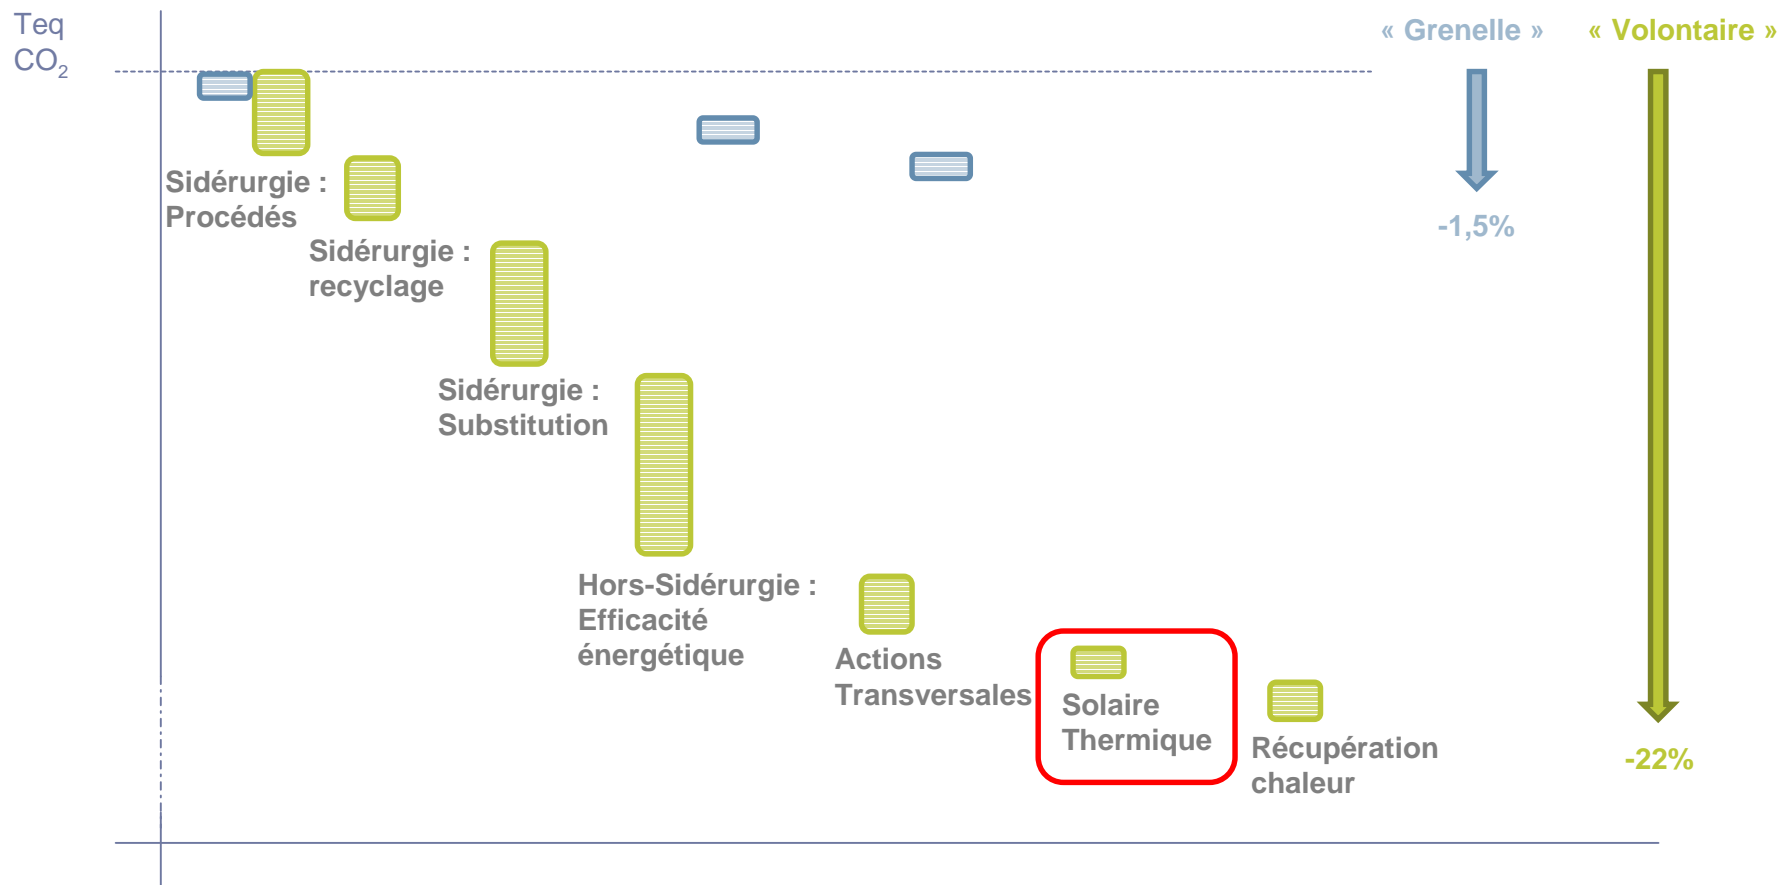 Teq
CO₂
« Grenelle »
« Volontaire »
Sidérurgie :
Procédés
-1,5%
Sidérurgie :
recyclage
Sidérurgie :
Substitution
Hors-Sidérurgie :
Efficacité
énergétique
Actions
Transversales
Solaire
Thermique
Récupération
chaleur
-22%